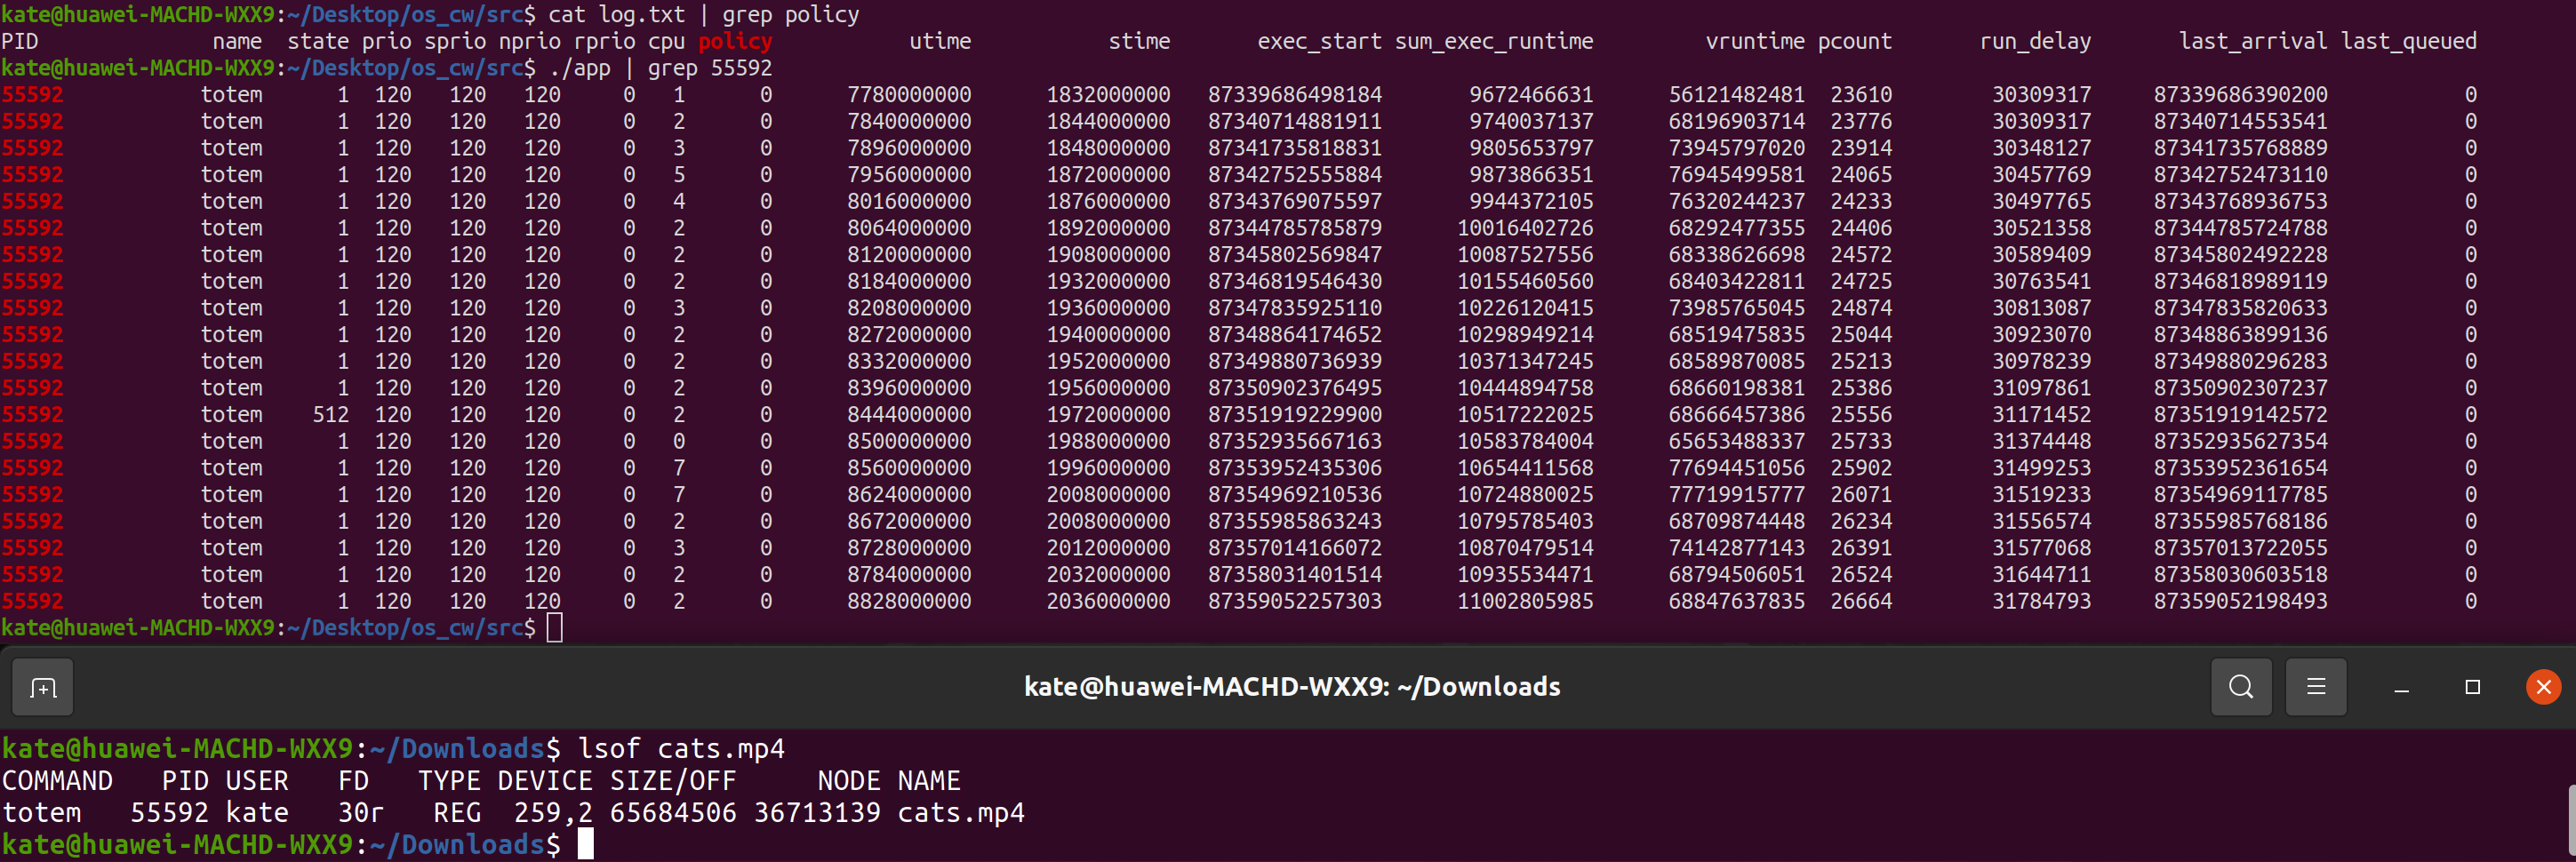 kate@huawei-MACHD-WXX9:~/Desktop/os_cw/src$ cat log.txt | grep policy
PID name state prio sprio nprio rprio cpu policy utime stime exec_start sum_exec_runtime vruntime pcount run_delay last_arrival last_queued
kate@huawei-MACHD-WXX9:~/Desktop/os_cw/src$ ./app | grep 55592
55592 totem 1 120 120 120 0 1 0 7780000000 1832000000 87339686498184 9672466631 56121482481 23610 30309317 87339686390200 0
55592 totem 1 120 120 120 0 2 0 7840000000 1844000000 87340714881911 9740037137 68196903714 23776 30309317 87340714553541 0
55592 totem 1 120 120 120 0 3 0 7896000000 1848000000 87341735818831 9805653797 73945797020 23914 30348127 87341735768889 0
55592 totem 1 120 120 120 0 5 0 7956000000 1872000000 87342752555884 9873866351 76945499581 24065 30457769 87342752473110 0
55592 totem 1 120 120 120 0 4 0 8016000000 1876000000 87343769075597 9944372105 76320244237 24233 30497765 87343768936753 0
55592 totem 1 120 120 120 0 2 0 8064000000 1892000000 87344785785879 10016402726 68292477355 24406 30521358 87344785724788 0
55592 totem 1 120 120 120 0 2 0 8120000000 1908000000 87345802569847 10087527556 68338626698 24572 30589409 87345802492228 0
55592 totem 1 120 120 120 0 2 0 8184000000 1932000000 87346819546430 10155460560 68403422811 24725 30763541 87346818989119 0
55592 totem 1 120 120 120 0 3 0 8208000000 1936000000 87347835925110 10226120415 73985765045 24874 30813087 87347835820633 0
55592 totem 1 120 120 120 0 2 0 8272000000 1940000000 87348864174652 10298949214 68519475835 25044 30923070 87348863899136 0
55592 totem 1 120 120 120 0 2 0 8332000000 1952000000 87349880736939 10371347245 68589870085 25213 30978239 87349880296283 0
55592 totem 1 120 120 120 0 2 0 8396000000 1956000000 87350902376495 10444894758 68660198381 25386 31097861 87350902307237 0
55592 totem 512 120 120 120 0 2 0 8444000000 1972000000 87351919229900 10517222025 68666457386 25556 31171452 87351919142572 0
55592 totem 1 120 120 120 0 0 0 8500000000 1988000000 87352935667163 10583784004 65653488337 25733 31374448 87352935627354 0
55592 totem 1 120 120 120 0 7 0 8560000000 1996000000 87353952435306 10654411568 77694451056 25902 31499253 87353952361654 0
55592 totem 1 120 120 120 0 7 0 8624000000 2008000000 87354969210536 10724880025 77719915777 26071 31519233 87354969117785 0
55592 totem 1 120 120 120 0 2 0 8672000000 2008000000 87355985863243 10795785403 68709874448 26234 31556574 87355985768186 0
55592 totem 1 120 120 120 0 3 0 8728000000 2012000000 87357014166072 10870479514 74142877143 26391 31577068 87357013722055 0
55592 totem 1 120 120 120 0 2 0 8784000000 2032000000 87358031401514 10935534471 68794506051 26524 31644711 87358030603518 0
55592 totem 1 120 120 120 0 2 0 8828000000 2036000000 87359052257303 11002805985 68847637835 26664 31784793 87359052198493 0
kate@huawei-MACHD-WXX9:~/Desktop/os_cw/src$
kate@huawei-MACHD-WXX9: ~/Downloads
kate@huawei-MACHD-WXX9:~/Downloads$ lsof cats.mp4
COMMAND PID USER FD TYPE DEVICE SIZE/OFF NODE NAME
totem 55592 kate 30r REG 259,2 65684506 36713139 cats.mp4
kate@huawei-MACHD-WXX9:~/Downloads$